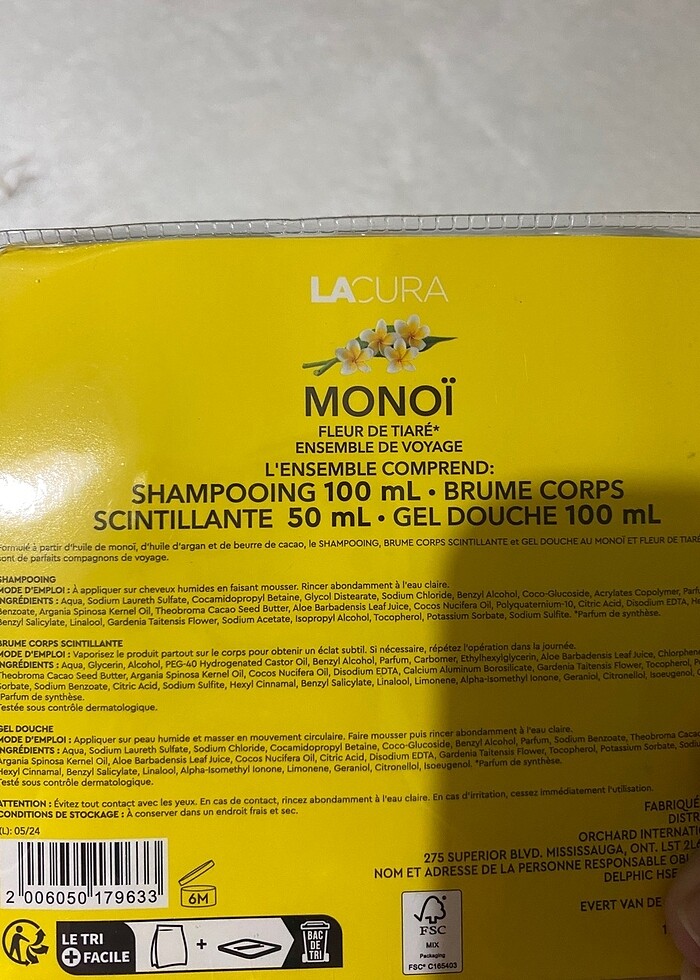 LACURA
MONOÏ
FLEUR DE TIARÉ*
ENSEMBLE DE VOYAGE
L'ENSEMBLE COMPREND:
SHAMPOOING 100 mL • BRUME CORPS
SCINTILLANTE 50 mL • GEL DOUCHE 100 mL
Formulé à partir d'huile de monoï, d'huile d'argan et de beurre de cacao, le SHAMPOOING, BRUME CORPS SCINTILLANTE et GEL DOUCHE AU MONOÏ ET FLEUR DE TIARÉ
sont de parfaits compagnons de voyage.
SHAMPOOING
MODE D'EMPLOI : À appliquer sur cheveux humides en faisant mousser. Rincer abondamment à l'eau claire.
INGRÉDIENTS : Aqua, Sodium Laureth Sulfate, Cocamidopropyl Betaine, Glycol Distearate, Sodium Chloride, Benzyl Alcohol, Coco-Glucoside, Acrylates Copolymer,
Benzoate, Argania Spinosa Kernel Oil, Theobroma Cacao Seed Butter, Aloe Barbadensis Leaf Juice, Cocos Nucifera Oil, Polyquaternium-10, Citric Acid, Disodium EDTA,
Benzyl Salicylate, Linalool, Gardenia Taitensis Flower, Sodium Acetate, Isopropyl Alcohol, Tocopherol, Potassium Sorbate, Sodium Sulfite. *Parfum de synthèse.
BRUME CORPS SCINTILLANTE
MODE D'EMPLOI : Vaporisez le produit partout sur le corps pour obtenir un éclat subtil. Si nécessaire, répétez l'opération dans la journée.
INGRÉDIENTS : Aqua, Glycerin, Alcohol, PEG-40 Hydrogenated Castor Oil, Benzyl Alcohol, Parfum, Carbomer, Ethylhexylglycerin, Aloe Barbadensis Leaf Juice,
Theobroma Cacao Seed Butter, Argania Spinosa Kernel Oil, Cocos Nucifera Oil, Disodium EDTA, Calcium Aluminum Borosilicate, Gardenia Taitensis Flower, Tocopherol,
Sorbate, Sodium Benzoate, Citric Acid, Sodium Sulfite, Hexyl Cinnamal, Benzyl Salicylate, Linalool, Limonene, Alpha-isomethyl Ionone, Geraniol, Citronellol, Isoeugenol,
*Parfum de synthèse.
Testée sous contrôle dermatologique.
GEL DOUCHE
MODE D'EMPLOI : Appliquer sur peau humide et masser en mouvement circulaire. Faire mousser puis rincer abondamment à l'eau claire.
INGRÉDIENTS : Aqua, Sodium Laureth Sulfate, Sodium Chloride, Cocamidopropyl Betaine, Coco-Glucoside, Benzyl Alcohol, Parfum, Sodium Benzoate, Theobroma
Argania Spinosa Kernel Oil, Aloe Barbadensis Leaf Juice, Cocos Nucifera Oil, Citric Acid, Disodium EDTA, Gardenia Taitensis Flower, Tocopherol, Potassium Sorbate,
Hexyl Cinnamal, Benzyl Salicylate, Linalool, Alpha-Isomethyl Ionone, Limonene, Geraniol, Citronellol, Isoeugenol. *Parfum de synthèse.
Testé sous contrôle dermatologique.
ATTENTION : Évitez tout contact avec les yeux. En cas de contact, rincez abondamment à l'eau claire. En cas d'irritation, cessez immédiatement l'utilisation.
CONDITIONS DE STOCKAGE : À conserver dans un endroit frais et sec.
(L): 05/24
FABRIQUÉ
DISTR
ORCHARD INTERNATI
275 SUPERIOR BLVD. MISSISSAUGA, ONT. L5T 2L
NOM ET ADRESSE DE LA PERSONNE RESPONSABLE
DELPHIC HSE
EVERT VAN DE
2 006050 179633
6M
LE TRI
+ FACILE
+
BAC
DE
TRI
FSC
MIX
Packaging
FSC® C165403